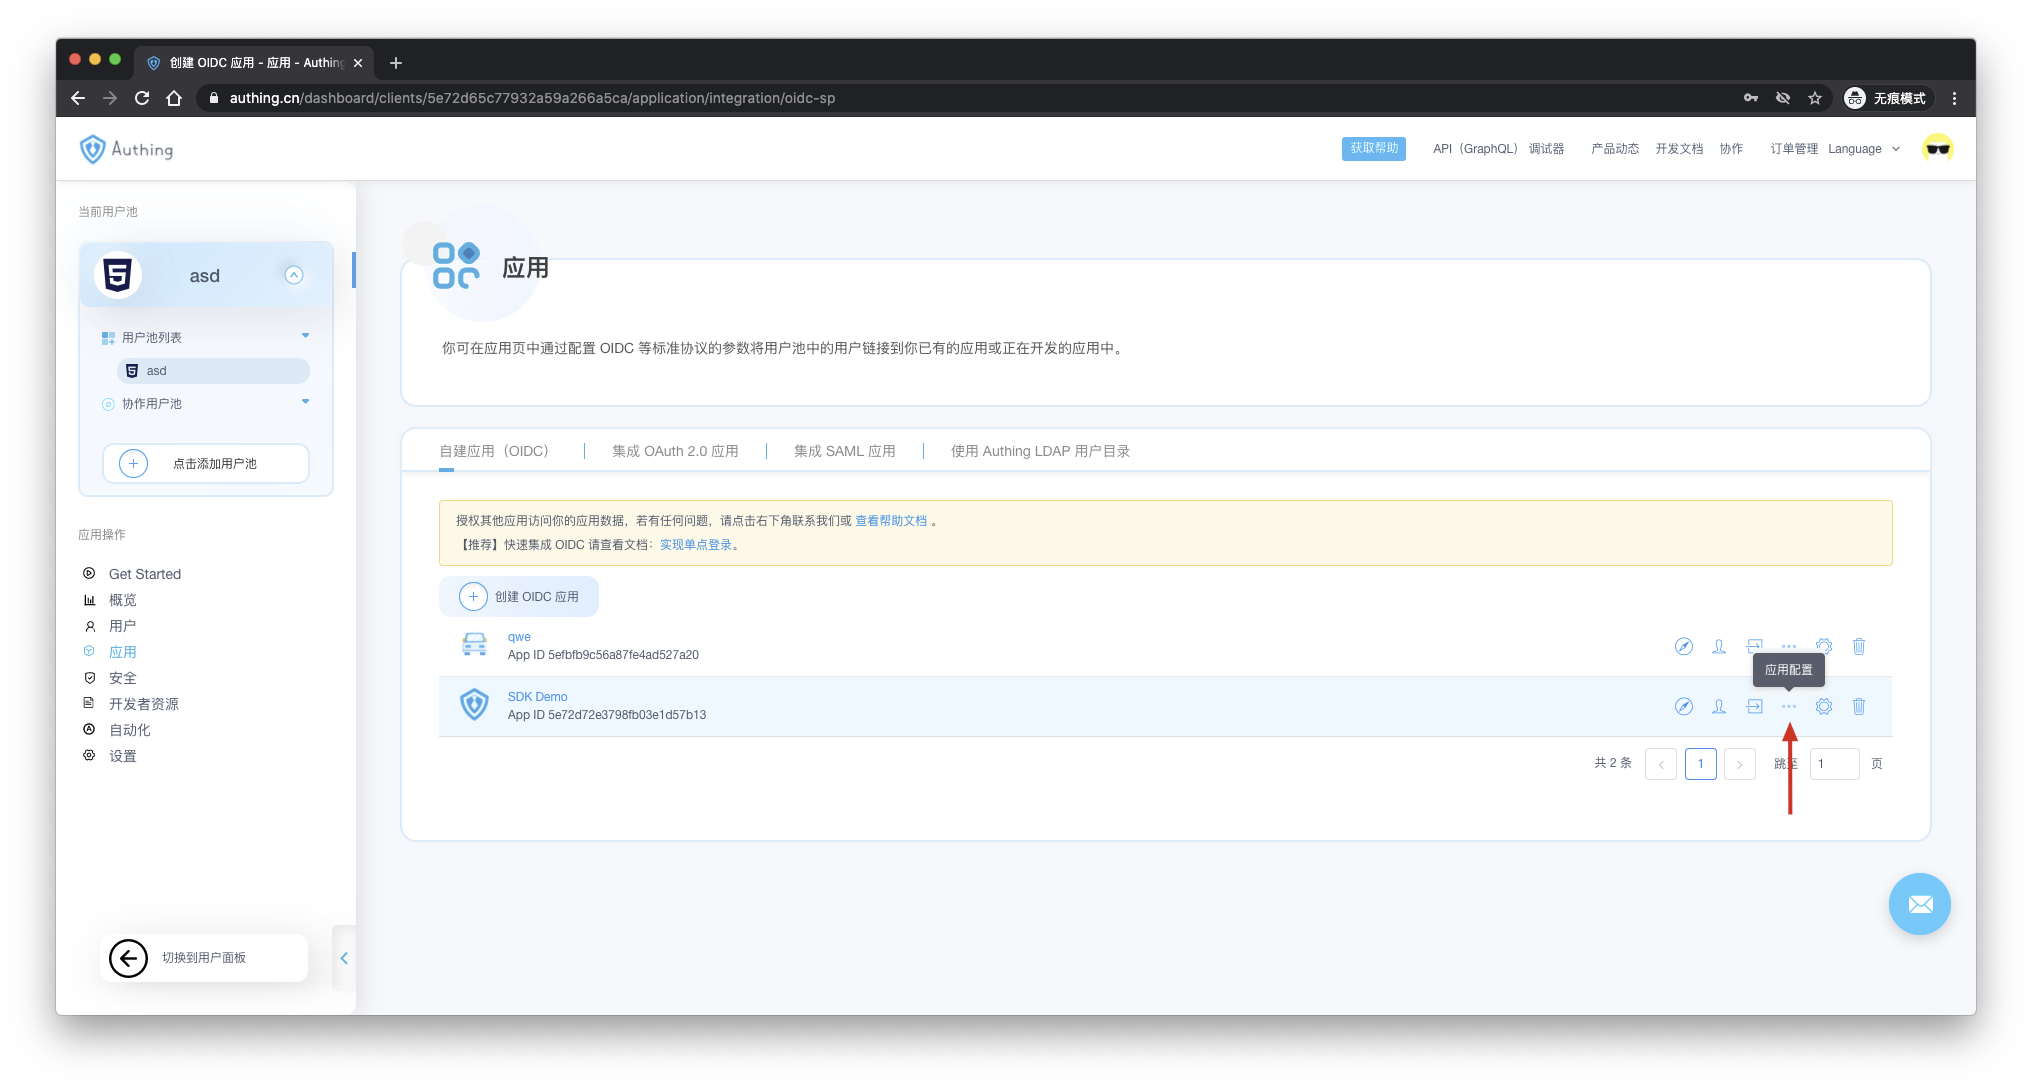 创建 OIDC 应用 - 应用 - Authing
authing.cn/dashboard/clients/5e72d65c77932a59a266a5ca/application/integration/oidc-sp
无痕模式
Authing
获取帮助
API（GraphQL）调试器
产品动态
开发文档
协作
订单管理
Language
当前用户池
asd
用户池列表
asd
协作用户池
点击添加用户池
应用操作
Get Started
概览
用户
应用
安全
开发者资源
自动化
设置
切换到用户面板
应用
你可在应用页中通过配置 OIDC 等标准协议的参数将用户池中的用户链接到你已有的应用或正在开发的应用中。
自建应用（OIDC）
集成 OAuth 2.0 应用
集成 SAML 应用
使用 Authing LDAP 用户目录
授权其他应用访问你的应用数据，若有任何问题，请点击右下角联系我们或 查看帮助文档 。
【推荐】快速集成 OIDC 请查看文档：实现单点登录。
创建 OIDC 应用
qwe
App ID 5efbfb9c56a87fe4ad527a20
应用配置
SDK Demo
App ID 5e72d72e3798fb03e1d57b13
共 2 条
1
跳至
1
页